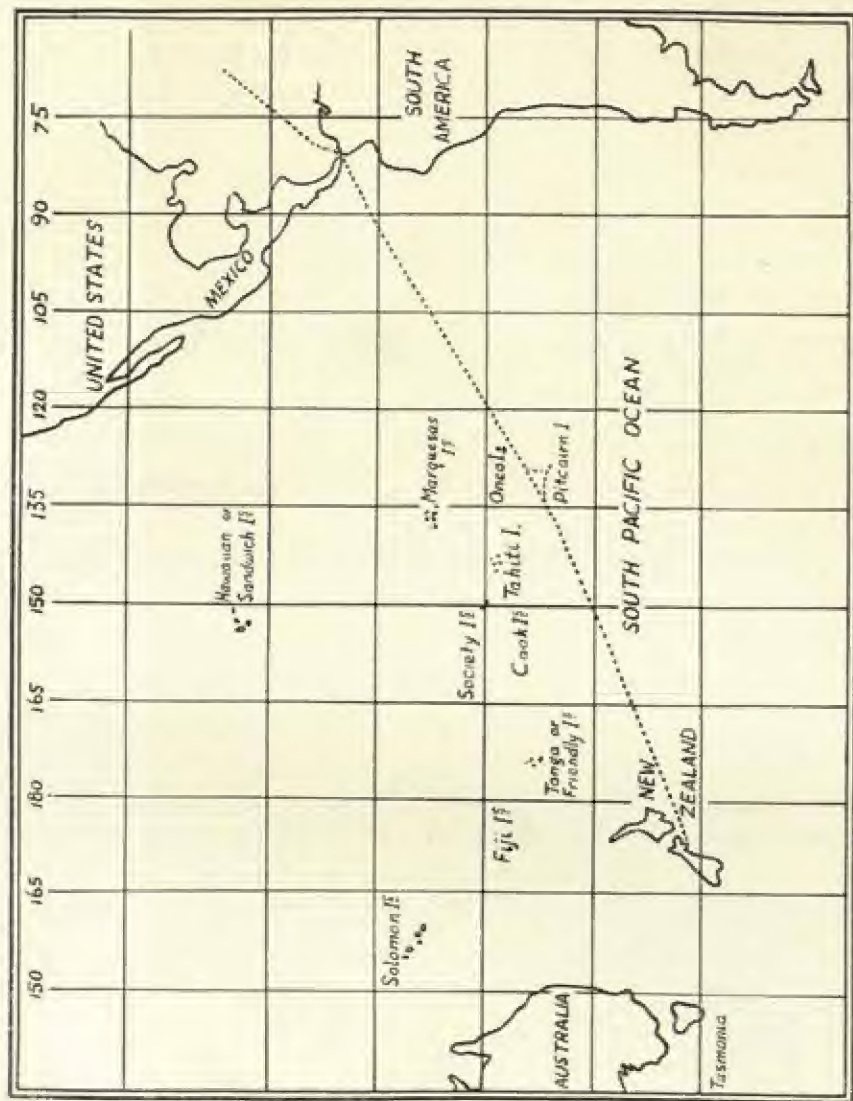 150
165
180
165
150
135
120
105
90
75
UNITED STATES
MEXICO
SOUTH
AMERICA
Hawaiian or
Sandwich Is
Marquesas
Is
Solomon Is
Society Is
Oneal
Pitcairn I
Tahiti I.
Cook Is
Fiji Is
Tonga or
Friendly Is
SOUTH PACIFIC OCEAN
NEW
ZEALAND
AUSTRALIA
Tasmania